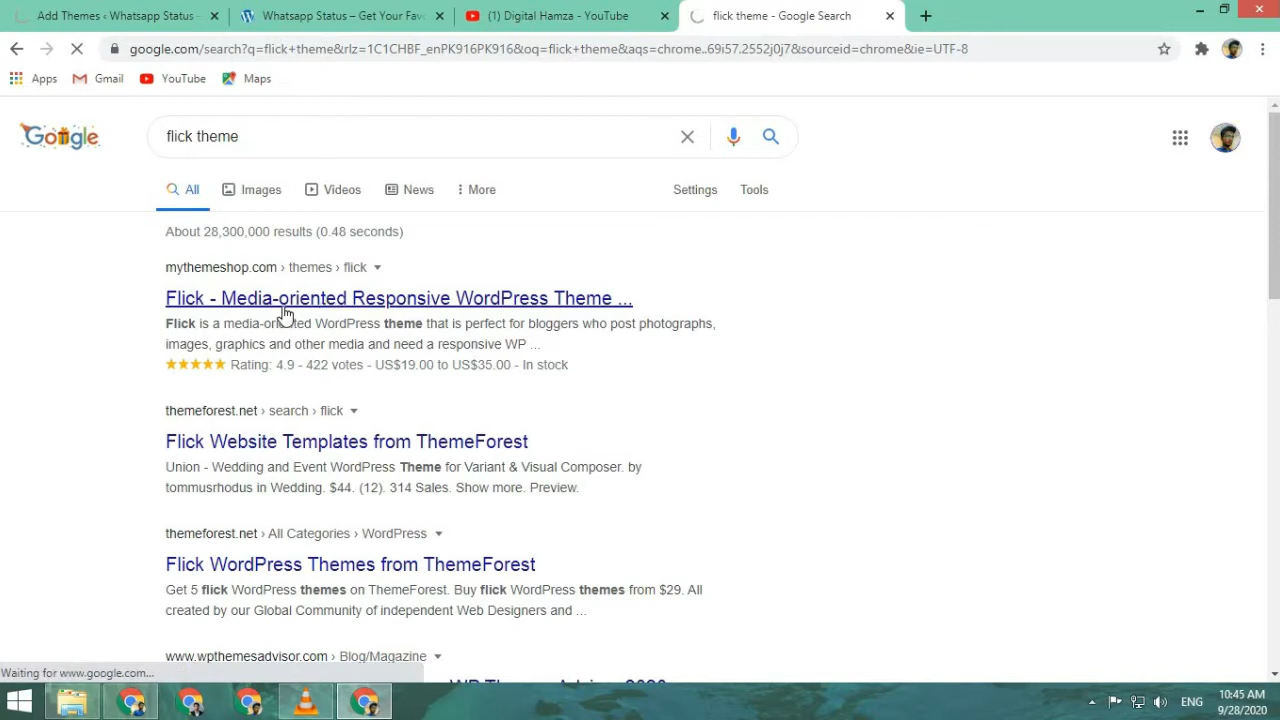 Add Themes ‹ Whatsapp Status –
Whatsapp Status – Get Your Fav
(1) Digital Hamza - YouTube
flick theme - Google Search
google.com/search?q=flick+theme&rlz=1C1CHBF_enPK916PK916&oq=flick+theme&aqs=chrome..69i57.2552j0j7&sourceid=chrome&ie=UTF-8
Apps
Gmail
YouTube
Maps
Google
flick theme
All
Images
Videos
News
More
Settings
Tools
About 28,300,000 results (0.48 seconds)
mythemeshop.com › themes › flick
Flick - Media-oriented Responsive WordPress Theme ...
Flick is a media-oriented WordPress theme that is perfect for bloggers who post photographs,
images, graphics and other media and need a responsive WP ...
Rating: 4.9 - 422 votes - US$19.00 to US$35.00 - In stock
themeforest.net › search › flick
Flick Website Templates from ThemeForest
Union - Wedding and Event WordPress Theme for Variant & Visual Composer. by
tommusrhodus in Wedding. $44. (12). 314 Sales. Show more. Preview.
themeforest.net › All Categories › WordPress
Flick WordPress Themes from ThemeForest
Get 5 flick WordPress themes on ThemeForest. Buy flick WordPress themes from $29. All
created by our Global Community of independent Web Designers and ...
www.wpthemesadvisor.com › Blog/Magazine
Waiting for www.google.com...
ENG
10:45 AM
9/28/2020